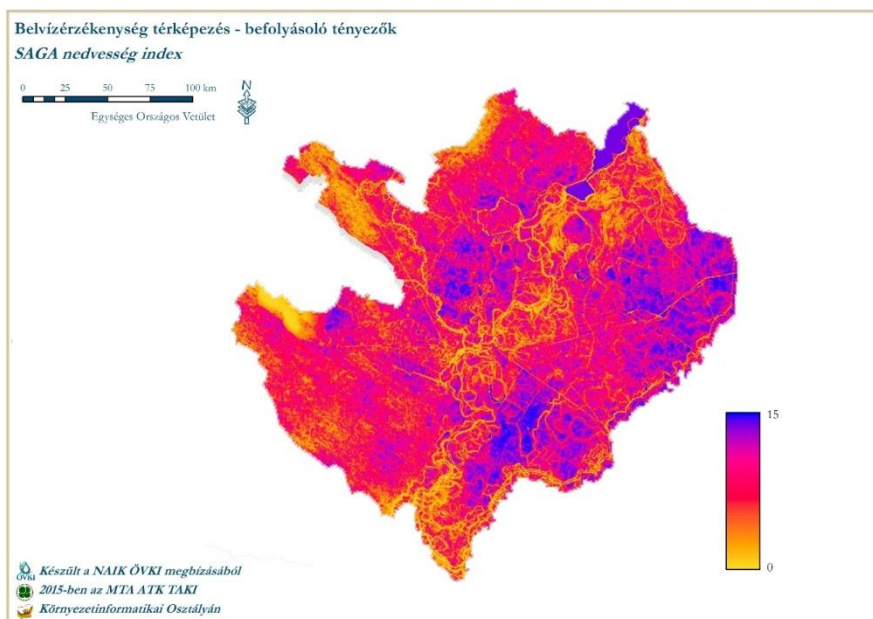 Belvízérzékenység térképezés - befolyásoló tényezők
SAGA nedvesség index
0 25 50 75 100 km
N
Egységes Országos Vetület
15
0
ÖVKI
Készült a NAIK ÖVKI megbízásából
2015-ben az MTA ATK TAKI
Környezetinformatikai Osztályán